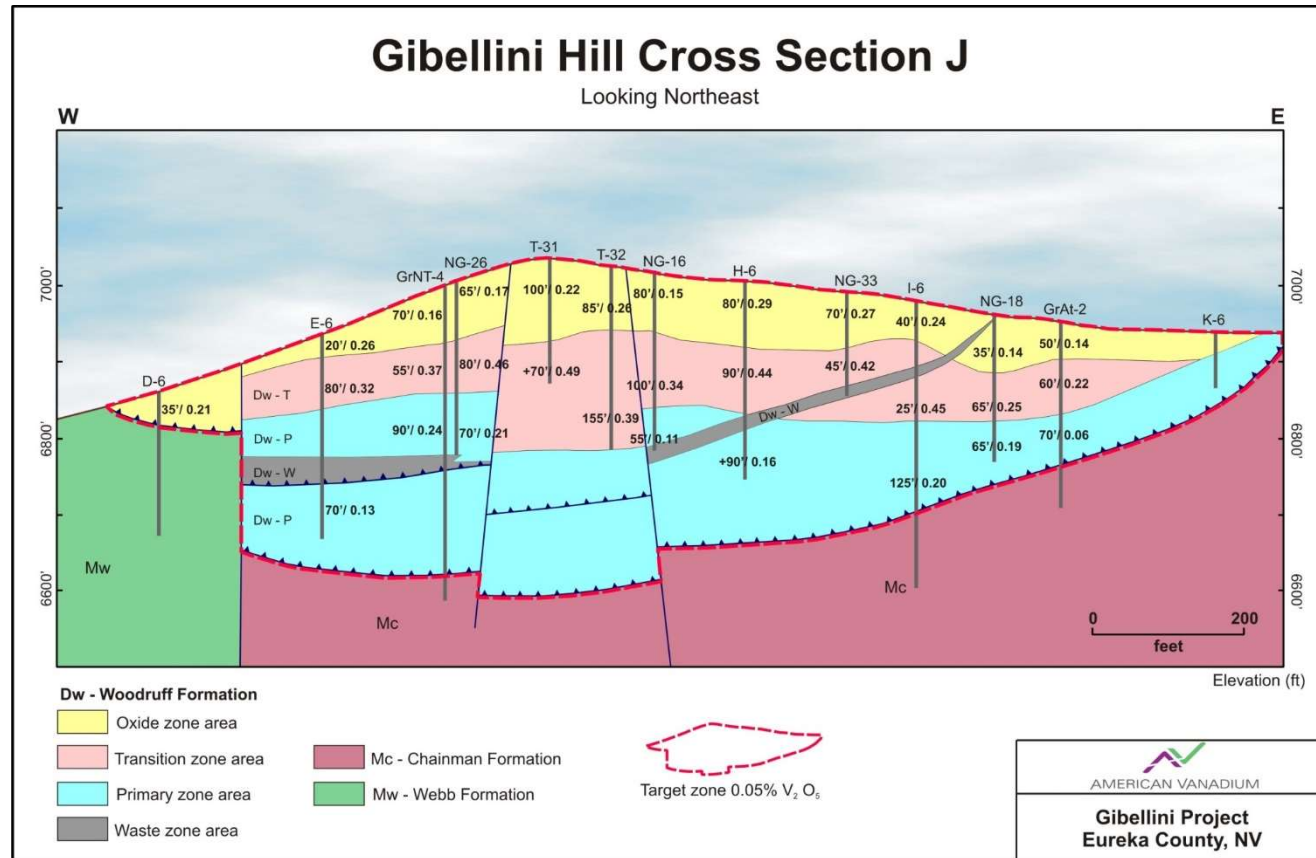 Gibellini Hill Cross Section J
Looking Northeast
W
E
T-31
T-32
NG-26
NG-16
GrNT-4
H-6
NG-33
I-6
NG-18
GrAt-2
K-6
E-6
D-6
7000'
7000'
6800'
6800'
6600'
6600'
65'/ 0.17
100'/ 0.22
85'/ 0.26
80'/ 0.15
80'/ 0.29
70'/ 0.27
40'/ 0.24
70'/ 0.16
20'/ 0.26
35'/ 0.14
50'/ 0.14
55'/ 0.37
80'/ 0.46
+70'/ 0.49
100'/ 0.34
90'/ 0.44
45'/ 0.42
Dw - T
80'/ 0.32
60'/ 0.22
35'/ 0.21
155'/ 0.39
25'/ 0.45
65'/ 0.25
Dw - W
Dw - P
90'/ 0.24
70'/ 0.21
55'/ 0.11
70'/ 0.06
+90'/ 0.16
65'/ 0.19
Dw - W
125'/ 0.20
Dw - P
70'/ 0.13
Mw
Mc
Mc
0
200
feet
Elevation (ft)
Dw - Woodruff Formation
Oxide zone area
Transition zone area
Primary zone area
Waste zone area
Mc - Chainman Formation
Mw - Webb Formation
Target zone 0.05% V₂ O₅
AMERICAN VANADIUM
Gibellini Project
Eureka County, NV